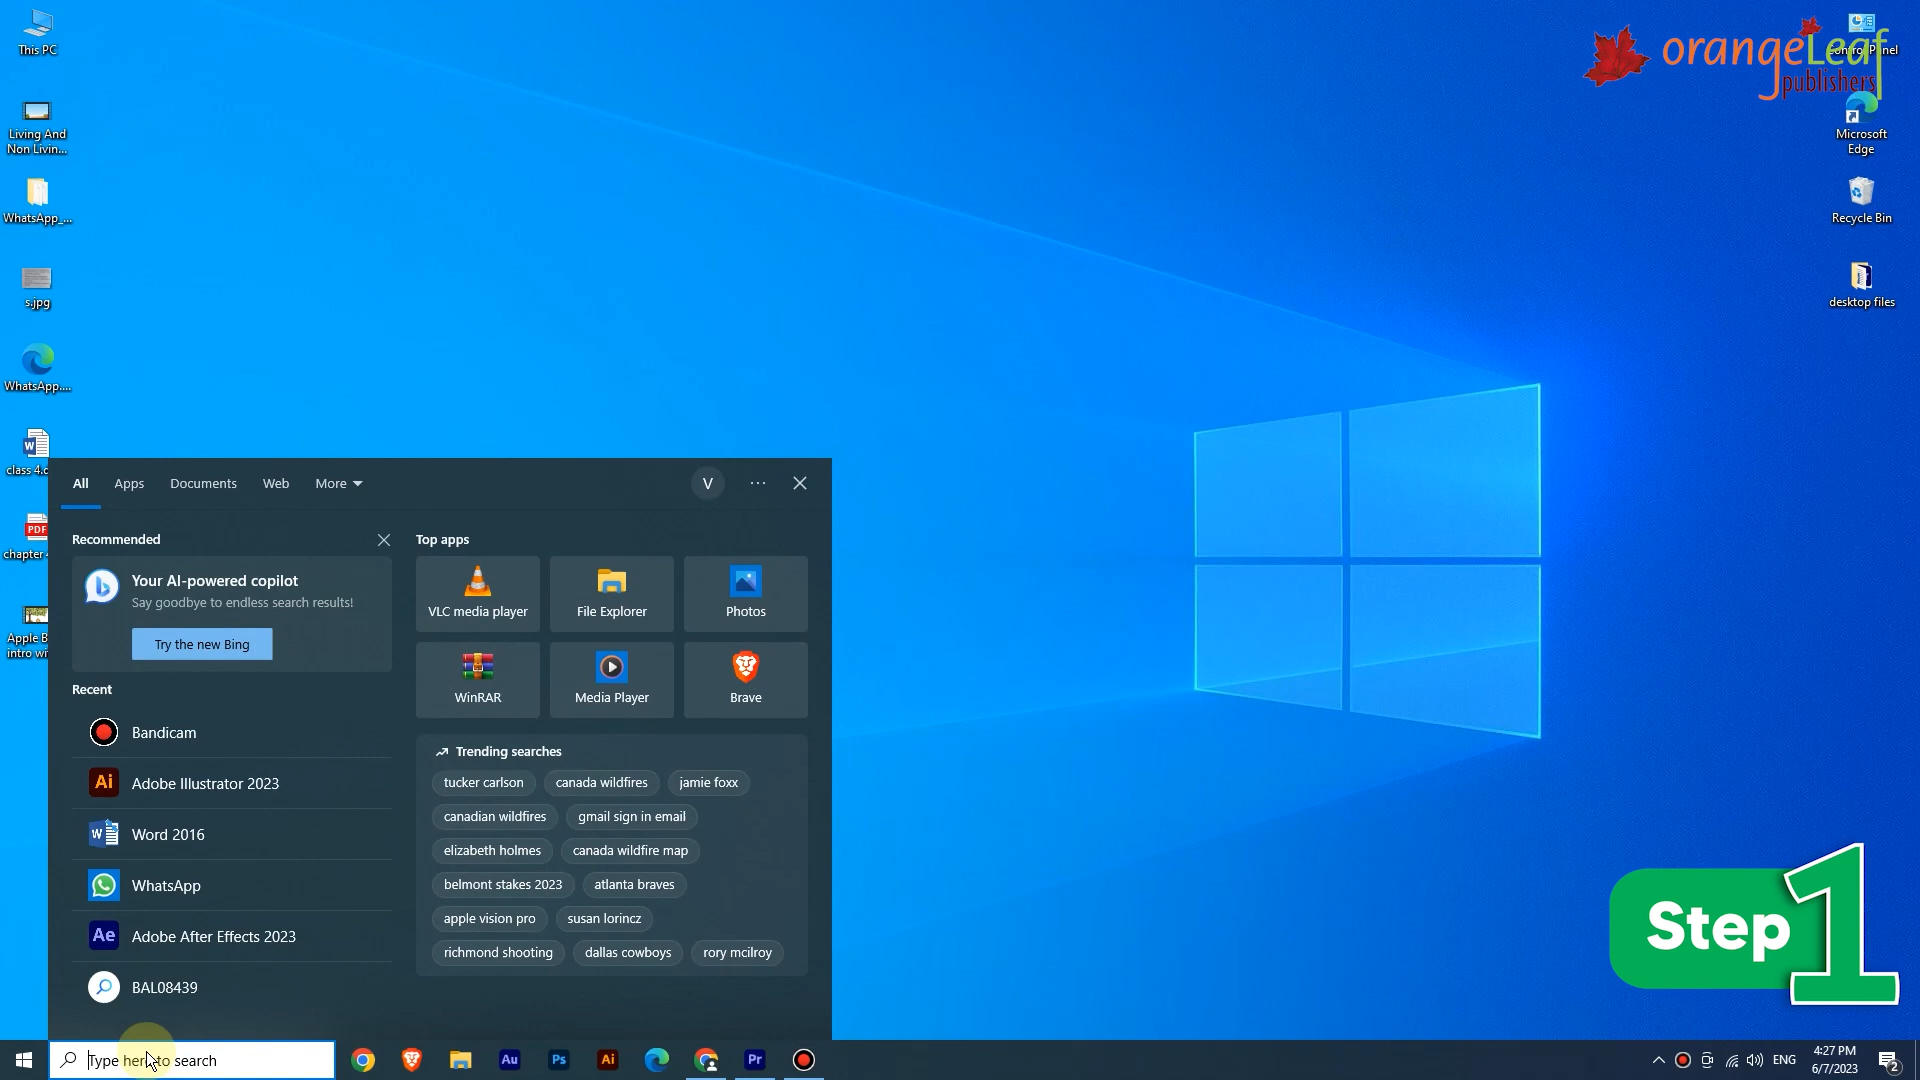 This PC
Living And
Non Livin...
WhatsApp_...
s.jpg
WhatsApp....
class 4.
chapter
Apple B
intro wi
orangeLeaf
publishers
Microsoft
Edge
Recycle Bin
desktop files
All
Apps
Documents
Web
More
V
Recommended
Your AI-powered copilot
Say goodbye to endless search results!
Try the new Bing
Recent
Bandicam
Adobe Illustrator 2023
Word 2016
WhatsApp
Adobe After Effects 2023
BAL08439
Top apps
VLC media player
File Explorer
Photos
WinRAR
Media Player
Brave
Trending searches
tucker carlson
canada wildfires
jamie foxx
canadian wildfires
gmail sign in email
elizabeth holmes
canada wildfire map
belmont stakes 2023
atlanta braves
apple vision pro
susan lorincz
richmond shooting
dallas cowboys
rory mcilroy
Step 1
Type here to search
Au
Ps
Ai
Pr
ENG
4:27 PM
6/7/2023
2